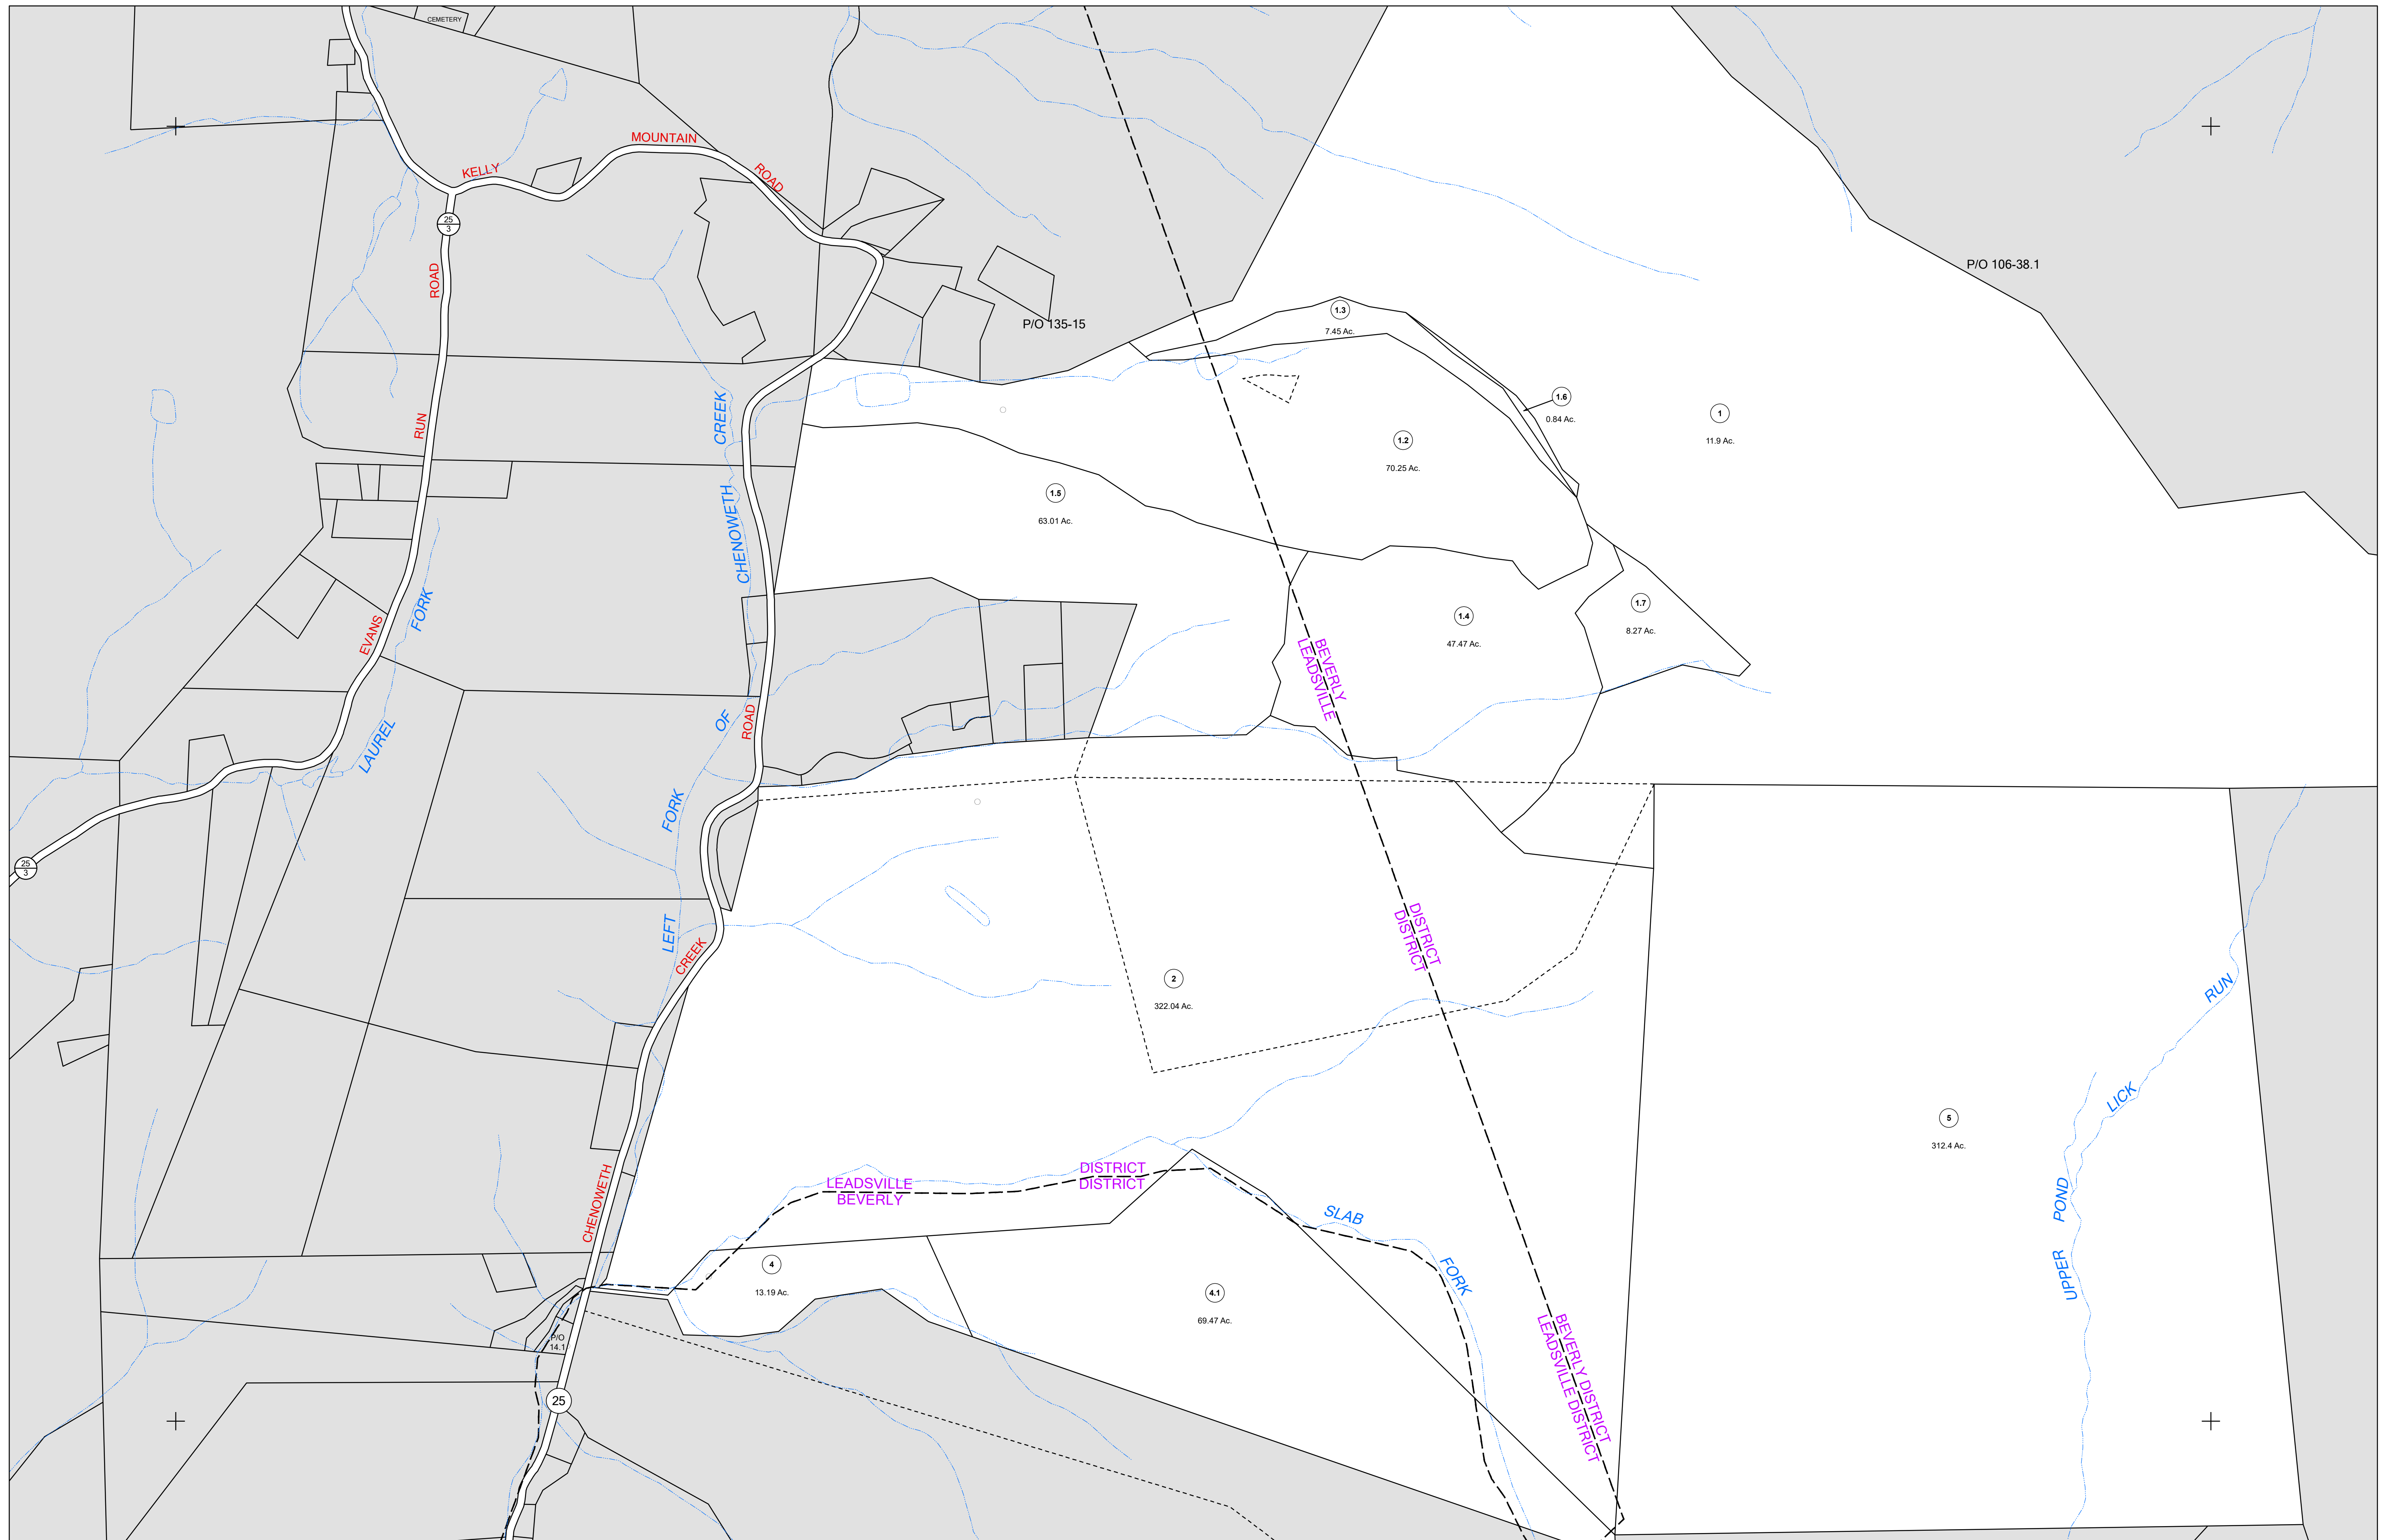 CEMETERY
KELLY
MOUNTAIN
ROAD
25
3
ROAD
RUN
EVANS
P/O 135-15
P/O 106-38.1
1.3
7.45 Ac.
1.6
0.84 Ac.
1
11.9 Ac.
1.2
70.25 Ac.
1.5
63.01 Ac.
1.4
47.47 Ac.
1.7
8.27 Ac.
CREEK
CHENOWETH
OF
FORK
LEFT
FORK
LAUREL
ROAD
CREEK
CHENOWETH
25
3
BEVERLY
LEADSVILLE
DISTRICT
DISTRICT
2
322.04 Ac.
5
312.4 Ac.
RUN
LICK
POND
UPPER
LEADSVILLE
BEVERLY
DISTRICT
DISTRICT
SLAB
FORK
4
13.19 Ac.
4.1
69.47 Ac.
BEVERLY DISTRICT
LEADSVILLE DISTRICT
P/O
14.1
25